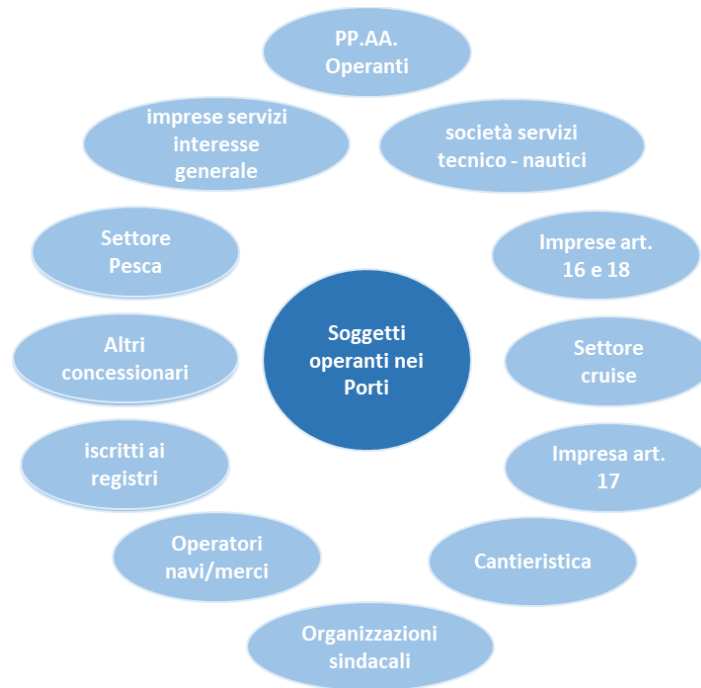 PP.AA.
Operanti
imprese servizi
interesse
generale
società servizi
tecnico - nautici
Settore
Pesca
Imprese art.
16 e 18
Soggetti
operanti nei
Porti
Altri
concessionari
Settore
cruise
iscritti ai
registri
Impresa art.
17
Operatori
navi/merci
Cantieristica
Organizzazioni
sindacali